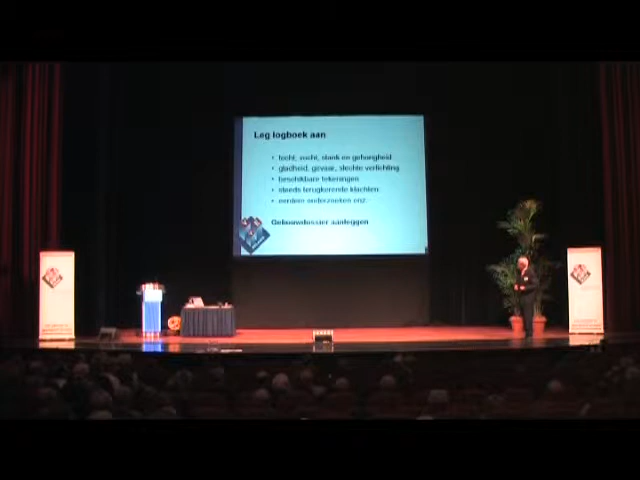 Leg logboek aan
• tocht, vocht, stank en gehorigheid
• gladheid, gevaar, slechte verlichting
• beschikbare tekeningen
• steeds terugkerende klachten
• eerdere onderzoeken enz.
Gebouwdossier aanleggen